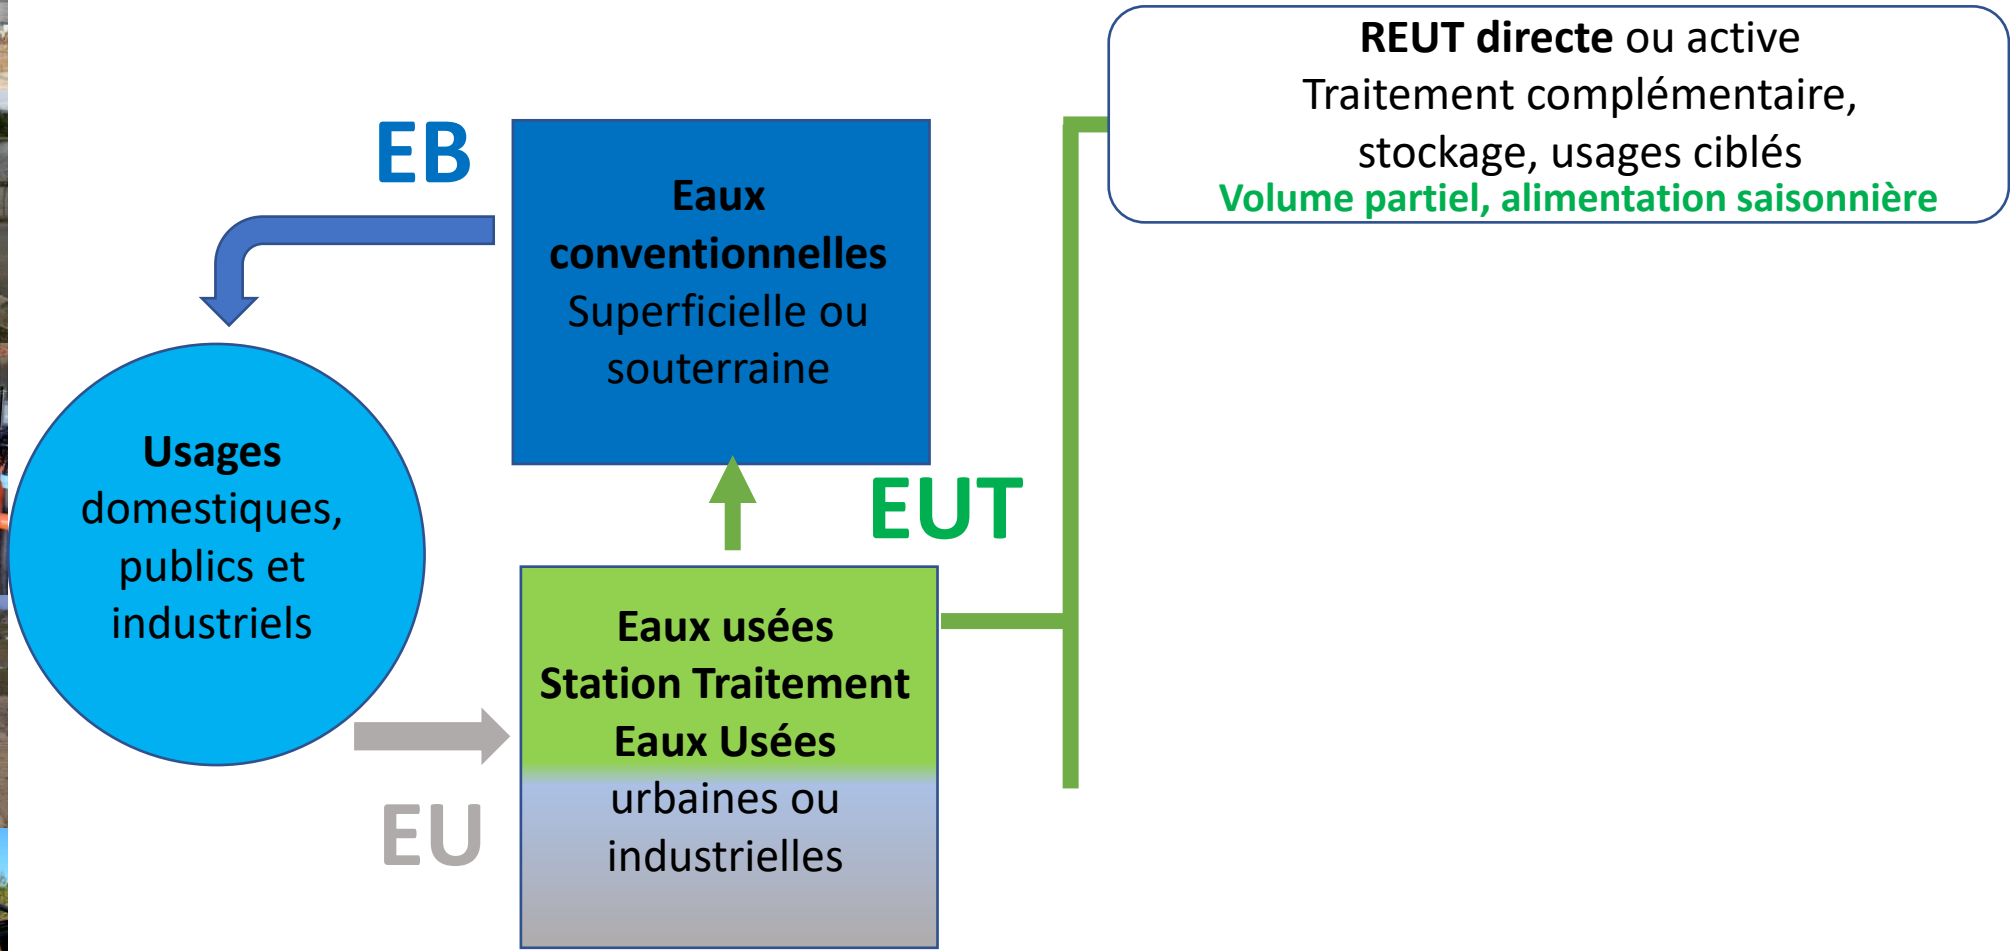 REUT directe ou active
Traitement complémentaire,
stockage, usages ciblés
Volume partiel, alimentation saisonnière
EB
Eaux
conventionnelles
Superficielle ou
souterraine
Usages
domestiques,
publics et
industriels
EUT
Eaux usées
Station Traitement
Eaux Usées
urbaines ou
industrielles
EU